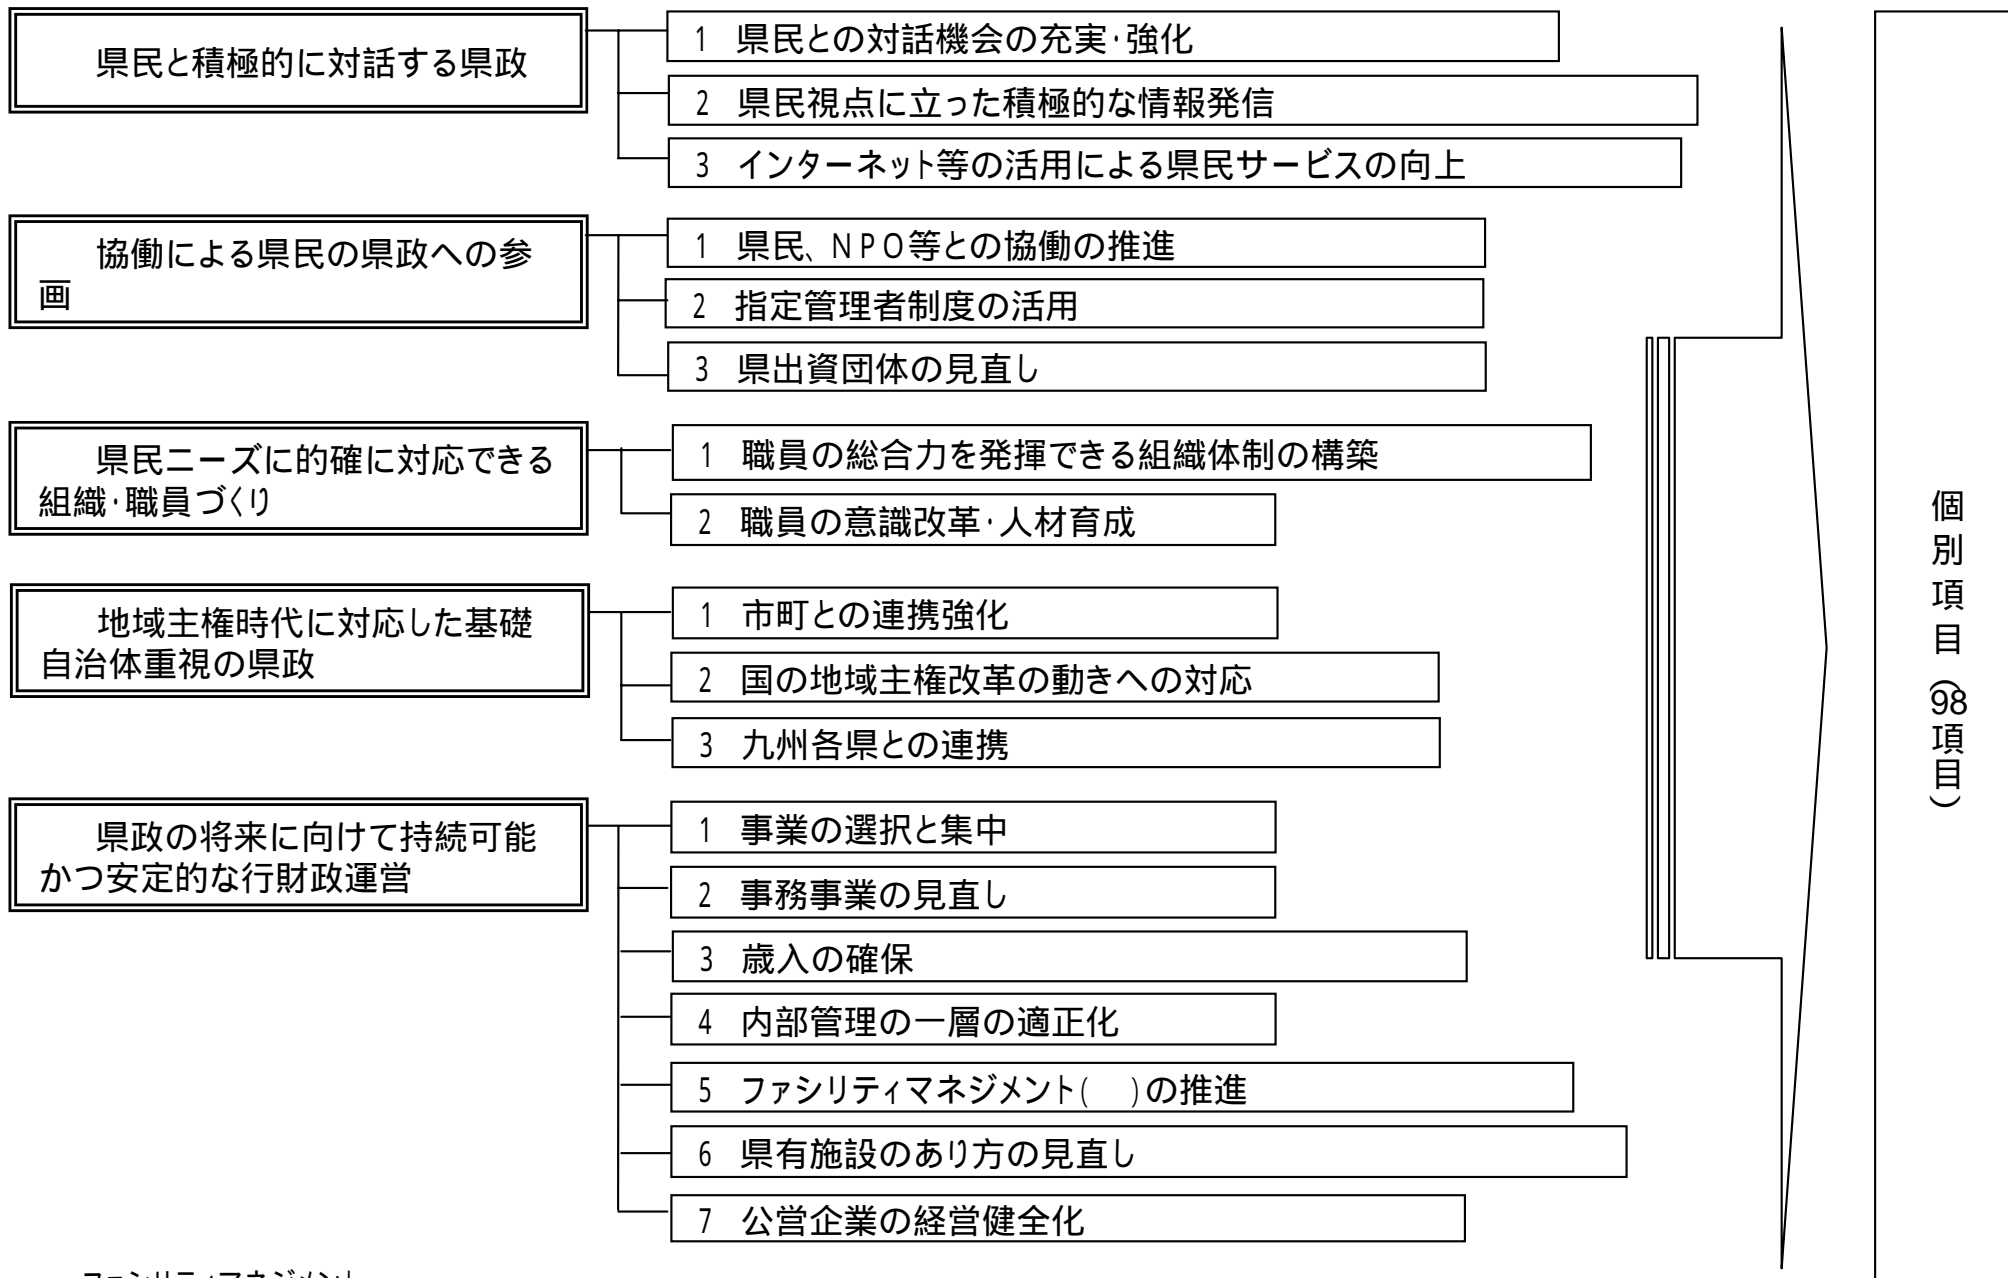 県民と積極的に対話する県政
1 県民との対話機会の充実・強化
2 県民視点に立った積極的な情報発信
3 インターネット等の活用による県民サービスの向上
協働による県民の県政への参
画
1 県民、NPO等との協働の推進
2 指定管理者制度の活用
3 県出資団体の見直し
県民ニーズに的確に対応できる
組織・職員づくり
1 職員の総合力を発揮できる組織体制の構築
2 職員の意識改革・人材育成
地域主権時代に対応した基礎
自治体重視の県政
1 市町との連携強化
2 国の地域主権改革の動きへの対応
3 九州各県との連携
県政の将来に向けて持続可能
かつ安定的な行財政運営
1 事業の選択と集中
2 事務事業の見直し
3 歳入の確保
4 内部管理の一層の適正化
5 ファシリティマネジメント(　)の推進
6 県有施設のあり方の見直し
7 公営企業の経営健全化
個別項目(98項目)
ファシリティマネジメント